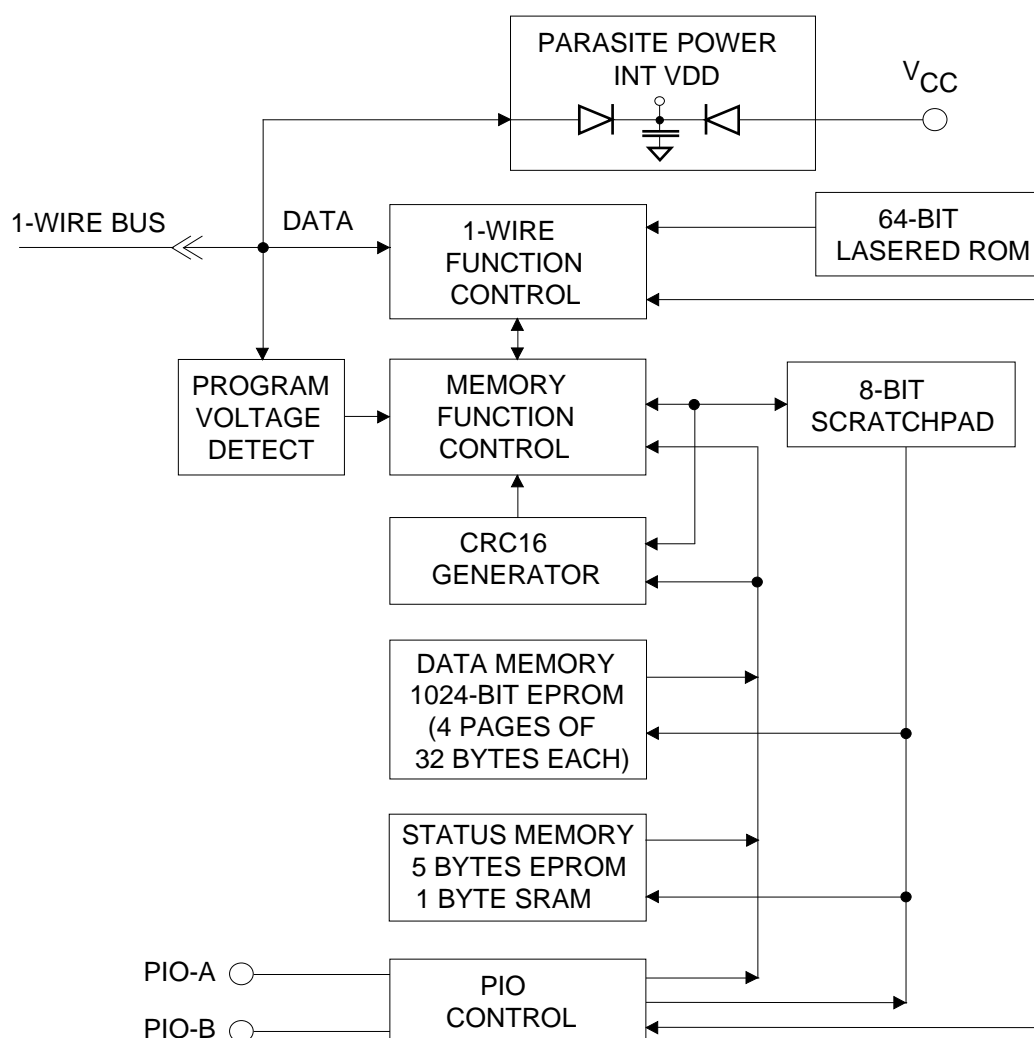 PARASITE POWER
INT VDD
VCC
1-WIRE BUS
DATA
1-WIRE
FUNCTION
CONTROL
64-BIT
LASERED ROM
PROGRAM
VOLTAGE
DETECT
MEMORY
FUNCTION
CONTROL
8-BIT
SCRATCHPAD
CRC16
GENERATOR
DATA MEMORY
1024-BIT EPROM
(4 PAGES OF
32 BYTES EACH)
STATUS MEMORY
5 BYTES EPROM
1 BYTE SRAM
PIO-A
PIO
CONTROL
PIO-B